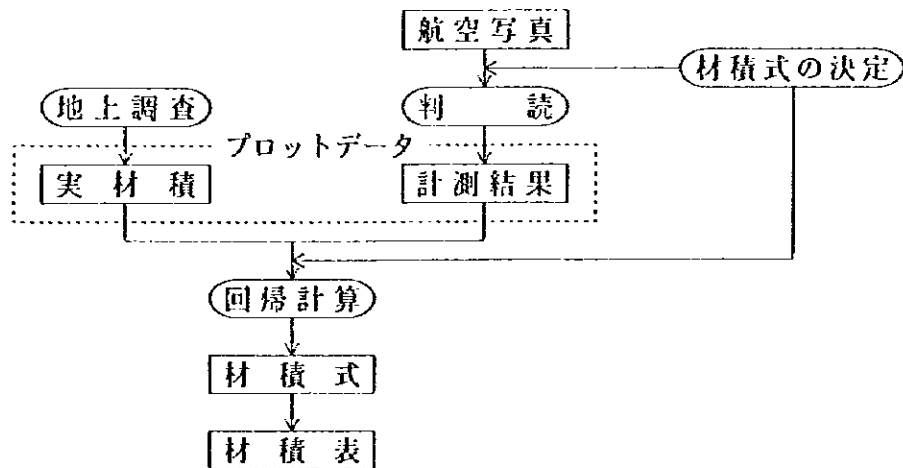 航空写真
材積式の決定
地上調査
判読
プロットデータ
実材積
計測結果
回帰計算
材積式
材積表